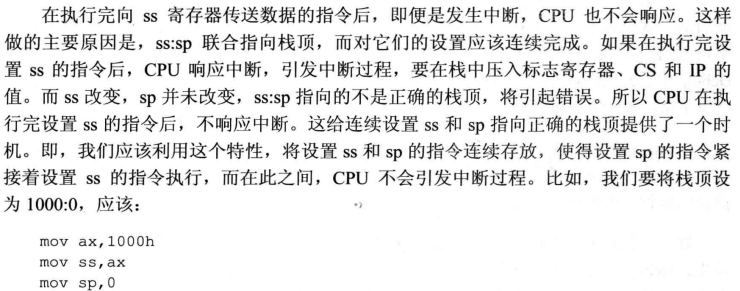 在执行完向 ss 寄存器传送数据的指令后，即便是发生中断，CPU 也不会响应。这样
做的主要原因是，ss:sp 联合指向栈顶，而对它们的设置应该连续完成。如果在执行完设
置 ss 的指令后，CPU 响应中断，引发中断过程，要在栈中压入标志寄存器、CS 和 IP 的
值。而 ss 改变，sp 并未改变，ss:sp 指向的不是正确的栈顶，将引起错误。所以 CPU 在执
行完设置 ss 的指令后，不响应中断。这给连续设置 ss 和 sp 指向正确的栈顶提供了一个时
机。即，我们应该利用这个特性，将设置 ss 和 sp 的指令连续存放，使得设置 sp 的指令紧
接着设置 ss 的指令执行，而在此之间，CPU 不会引发中断过程。比如，我们要将栈顶设
为 1000:0，应该：
mov ax,1000h
mov ss,ax
mov sp,0